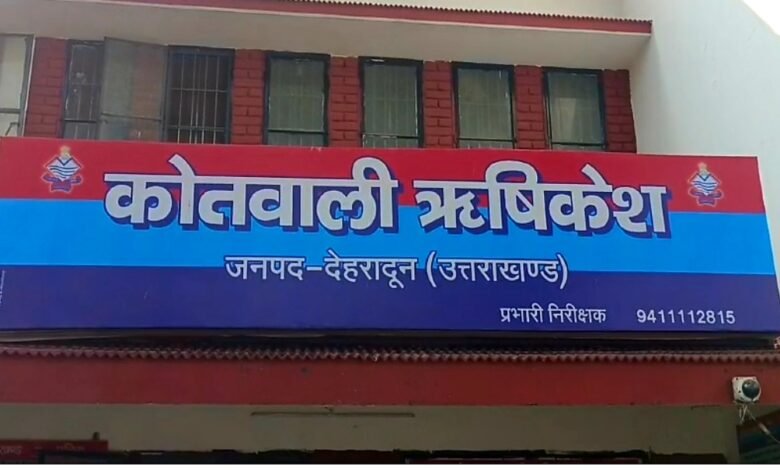 कोतवाली ऋषिकेश
जनपद-देहरादून (उत्तराखण्ड)
प्रभारी निरीक्षक 9411112815